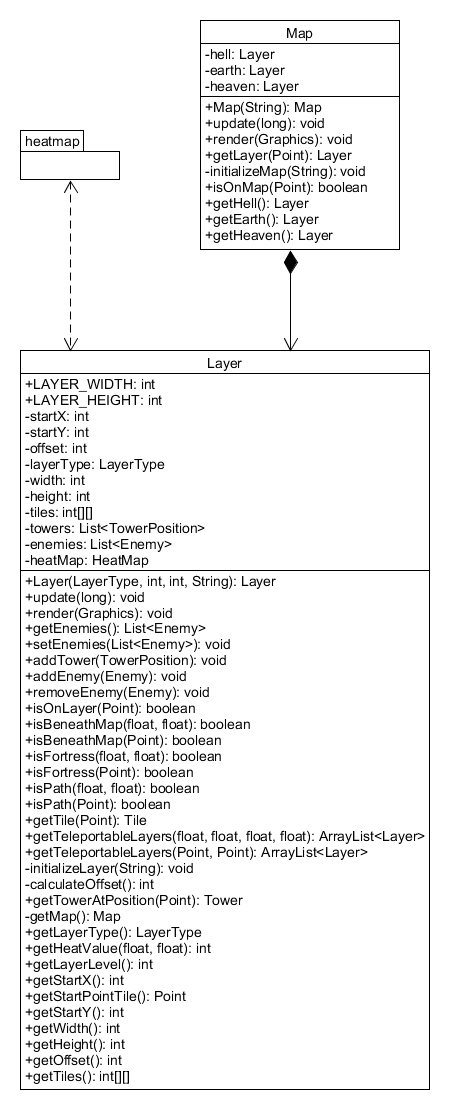 Map
-hell: Layer
-earth: Layer
-heaven: Layer
+Map(String): Map
+update(long): void
+render(Graphics): void
+getLayer(Point): Layer
-initializeMap(String): void
+isOnMap(Point): boolean
+getHell(): Layer
+getEarth(): Layer
+getHeaven(): Layer
heatmap
Layer
+LAYER_WIDTH: int
+LAYER_HEIGHT: int
-startX: int
-startY: int
-offset: int
-layerType: LayerType
-width: int
-height: int
-tiles: int[][]
-towers: List<TowerPosition>
-enemies: List<Enemy>
-heatMap: HeatMap
+Layer(LayerType, int, int, String): Layer
+update(long): void
+render(Graphics): void
+getEnemies(): List<Enemy>
+setEnemies(List<Enemy>): void
+addTower(TowerPosition): void
+addEnemy(Enemy): void
+removeEnemy(Enemy): void
+isOnLayer(Point): boolean
+isBeneathMap(float, float): boolean
+isBeneathMap(Point): boolean
+isFortress(float, float): boolean
+isFortress(Point): boolean
+isPath(float, float): boolean
+isPath(Point): boolean
+getTile(Point): Tile
+getTeleportableLayers(float, float, float, float): ArrayList<Layer>
+getTeleportableLayers(Point, Point): ArrayList<Layer>
-initializeLayer(String): void
-calculateOffset(): int
+getTowerAtPosition(Point): Tower
-getMap(): Map
+getLayerType(): LayerType
+getHeatValue(float, float): int
+getLayerLevel(): int
+getStartX(): int
+getStartPointTile(): Point
+getStartY(): int
+getWidth(): int
+getHeight(): int
+getOffset(): int
+getTiles(): int[][]